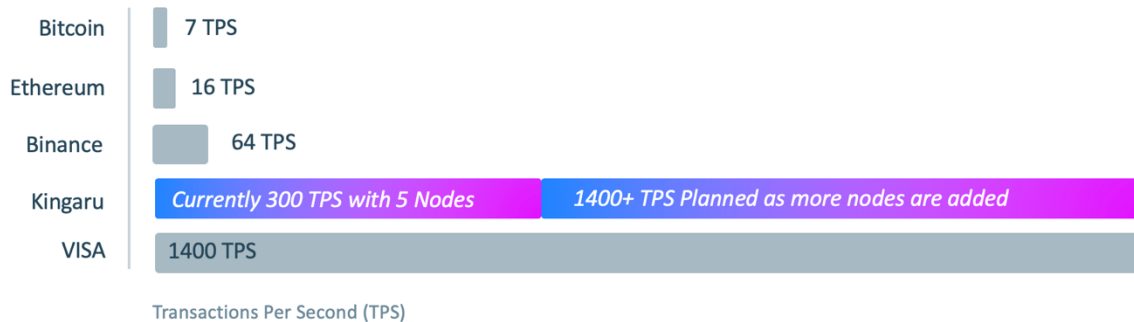 Bitcoin 7 TPS
Ethereum 16 TPS
Binance 64 TPS
Kingaru Currently 300 TPS with 5 Nodes 1400+ TPS Planned as more nodes are added
VISA 1400 TPS
Transactions Per Second (TPS)